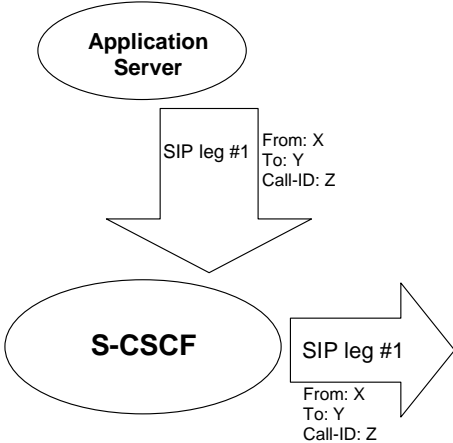 Application
Server
SIP leg #1
From: X
To: Y
Call-ID: Z
S-CSCF
SIP leg #1
From: X
To: Y
Call-ID: Z